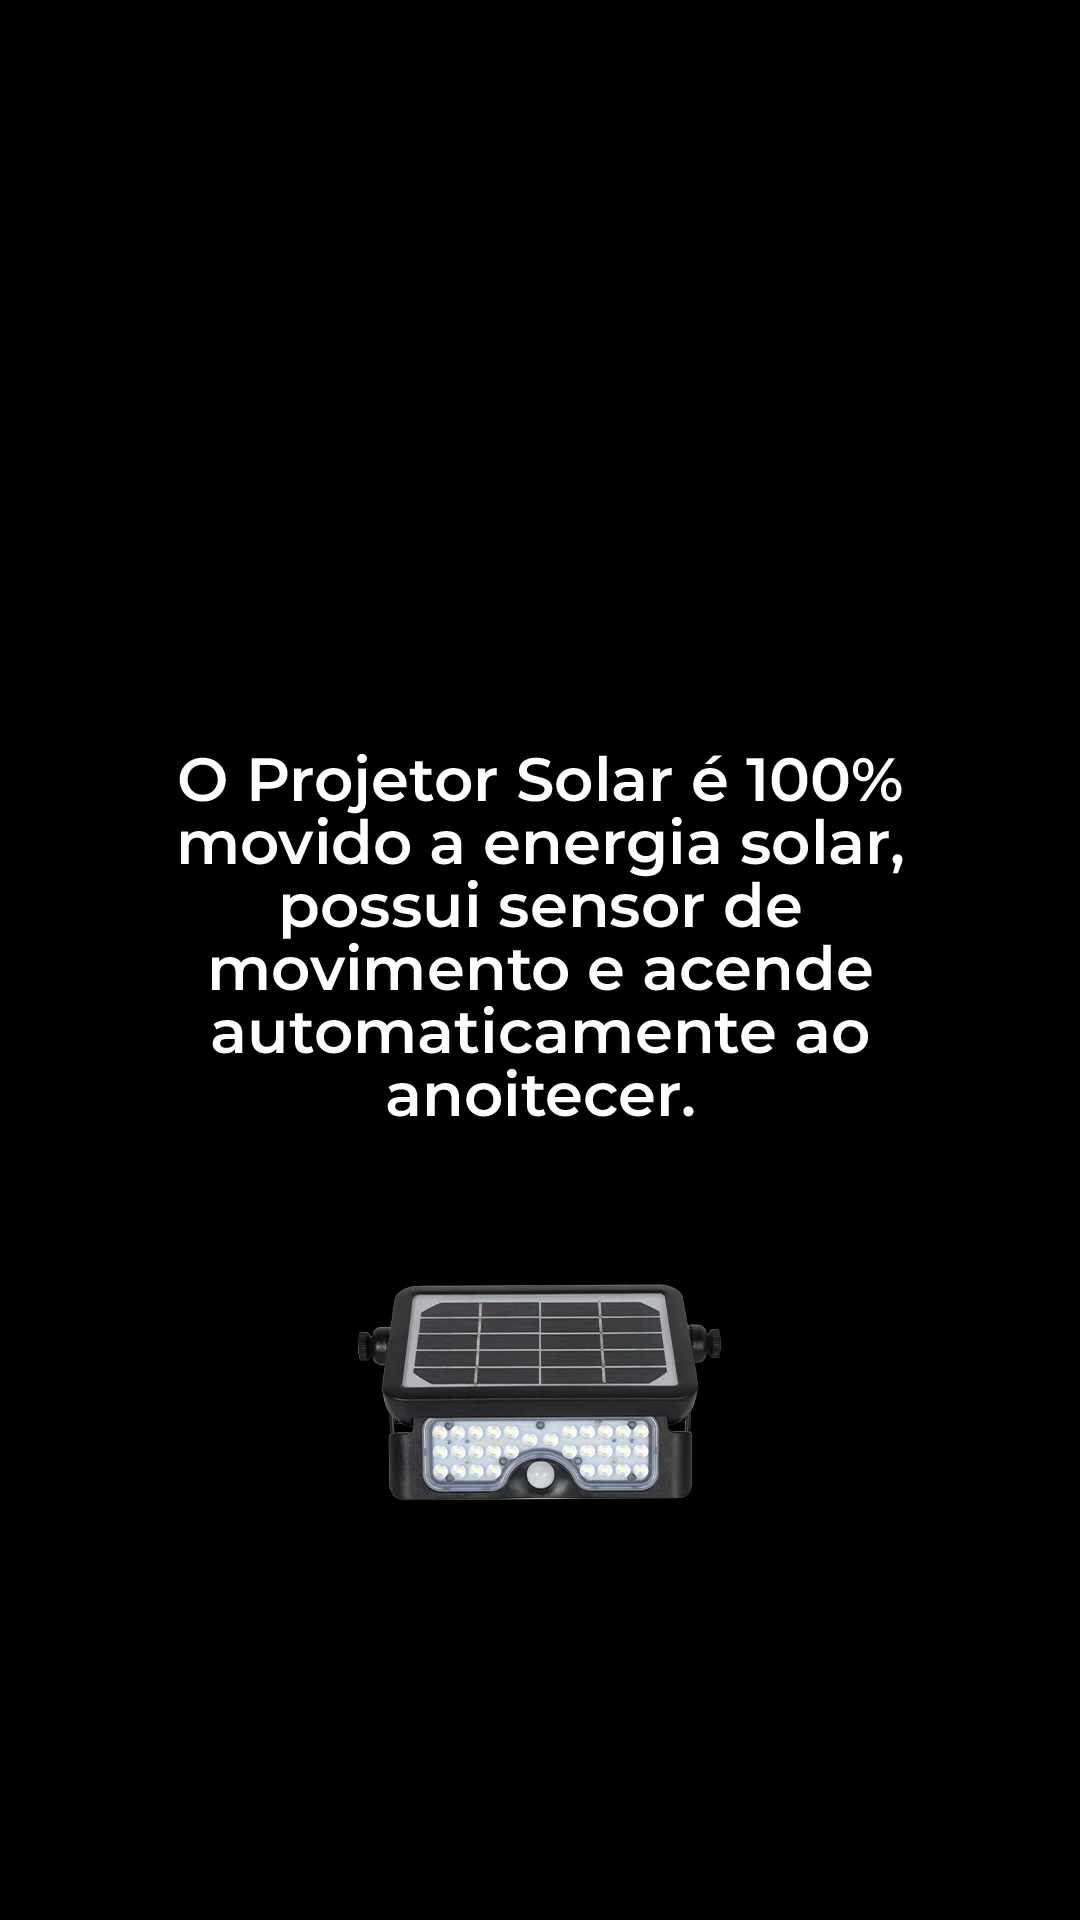 O Projetor Solar é 100%
movido a energia solar,
possui sensor de
movimento e acende
automaticamente ao
anoitecer.